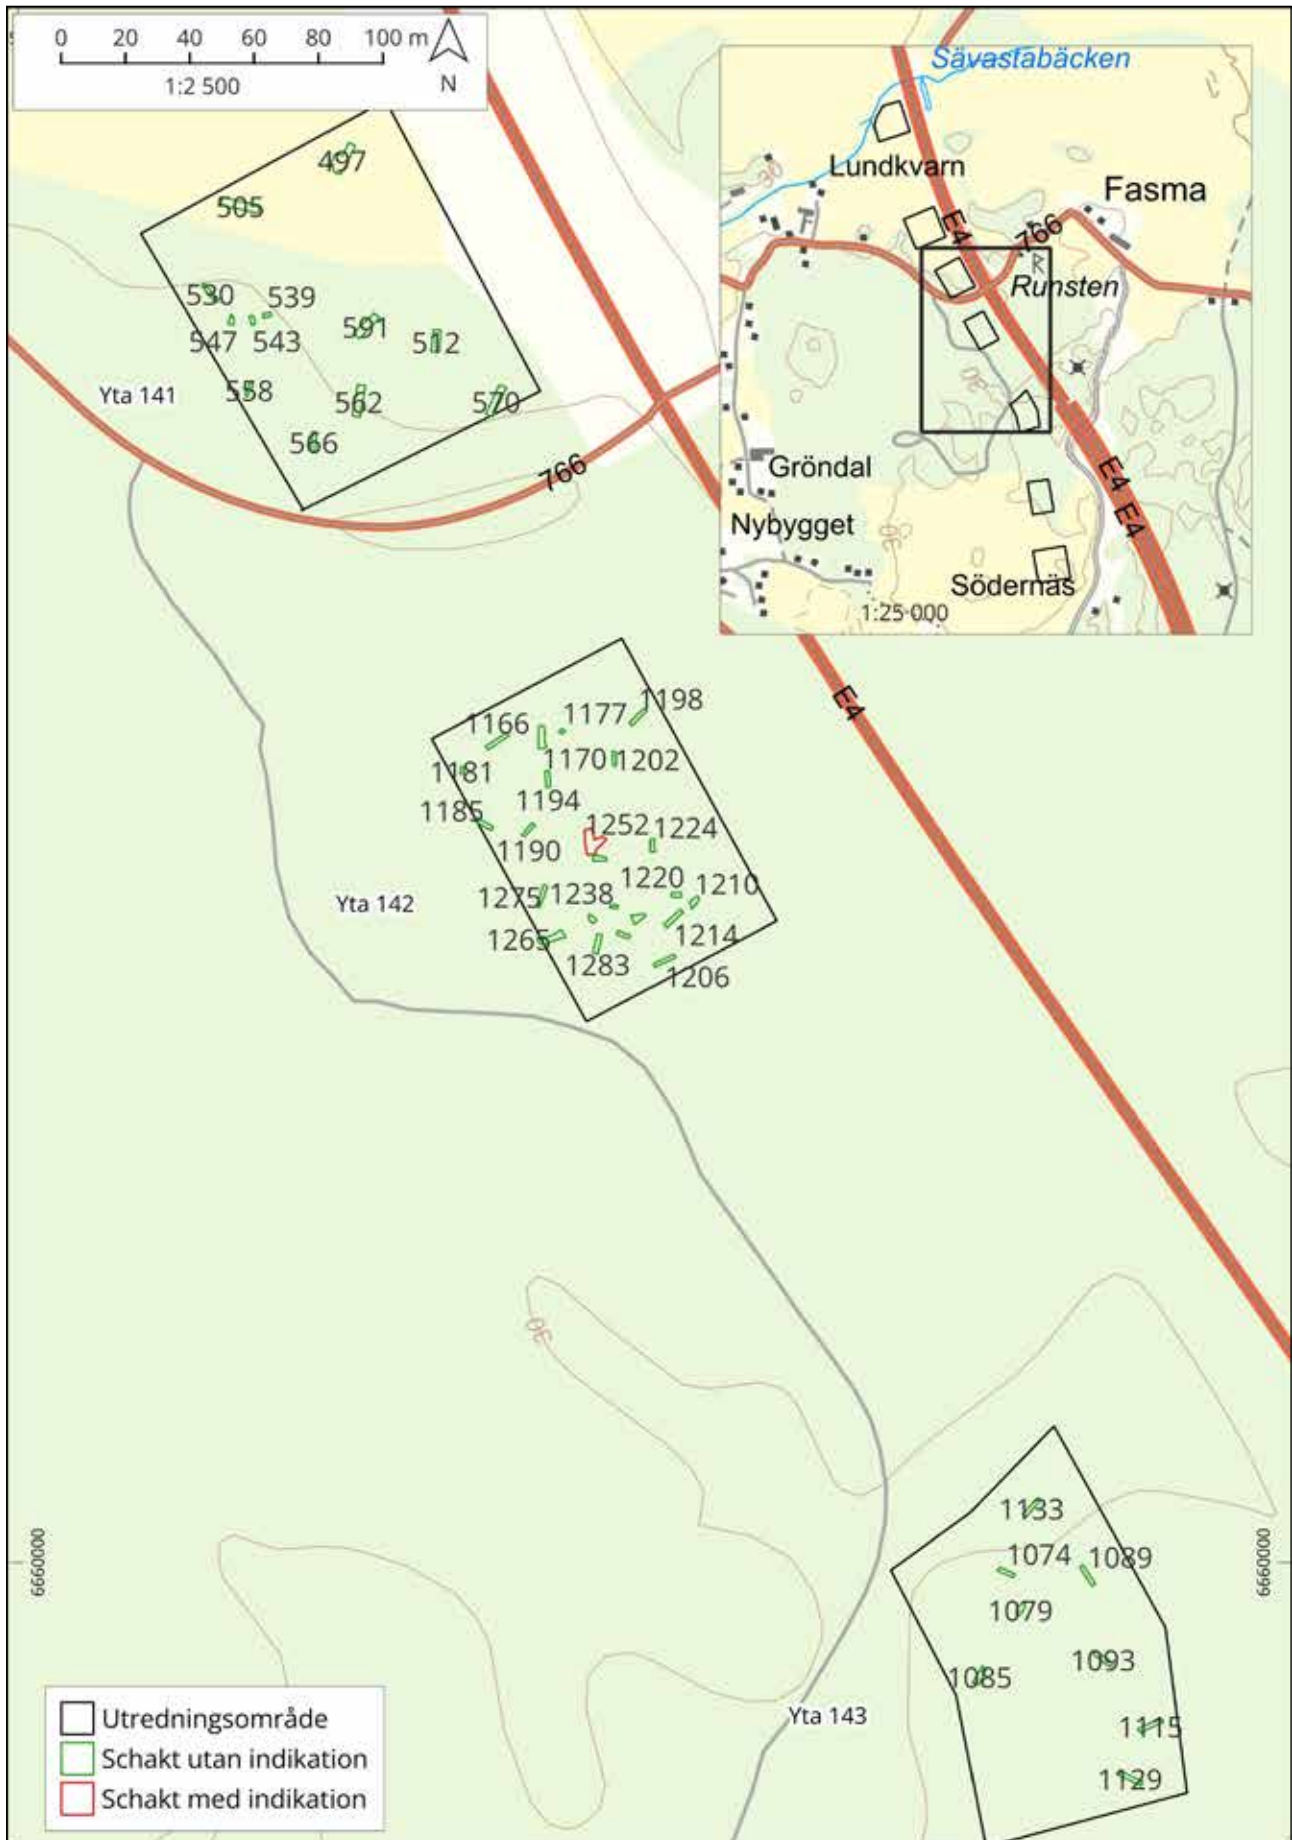 0 20 40 60 80 100 m
1:2 500
N
Sävastabäcken
Lundkvarn
Fasma
E4
766
Runsten
30
Gröndal
Nybygget
E4
E4
30
Södernäs
1:25 000
497
505
530
539
547
543
591
512
558
562
570
566
Yta 141
766
E4
1166
1177
1198
1181
1170
1202
1194
1185
1190
1252
1224
1275
1238
1220
1210
1265
1283
1214
1206
Yta 142
30
6660000
6660000
1133
1074
1089
1079
1085
1093
1115
1129
Yta 143
Utredningsområde
Schakt utan indikation
Schakt med indikation